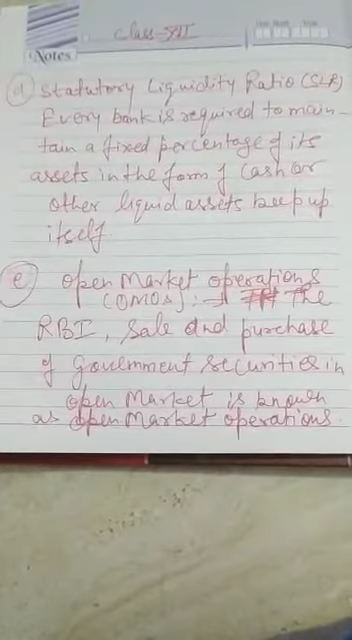 Notes
Class-XII
(d) Statutory Liquidity Ratio (SLR)
Every bank is required to main-
tain a fixed percentage of its
assets in the form of Cash or
other liquid assets keep up
itself
(e) Open Market operations
(OMOs): → The
RBI, Sale and purchase
of government securities in
open Market is known
as open Market operations.